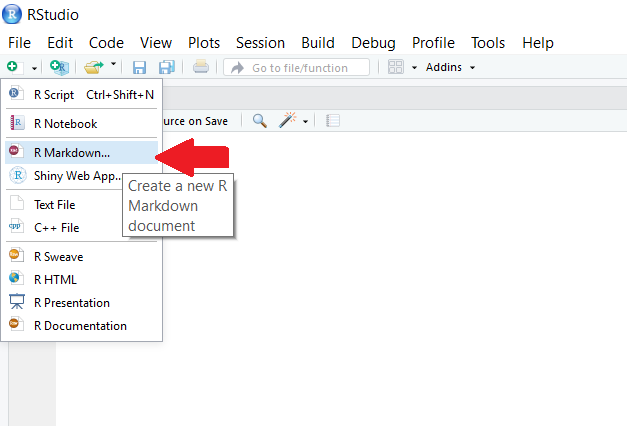 RStudio
File Edit Code View Plots Session Build Debug Profile Tools Help
Go to file/function Addins
R Script Ctrl+Shift+N
ource on Save
R Notebook
R Markdown...
Shiny Web App..
Create a new R
Markdown
document
Text File
C++ File
R Sweave
R HTML
R Presentation
R Documentation